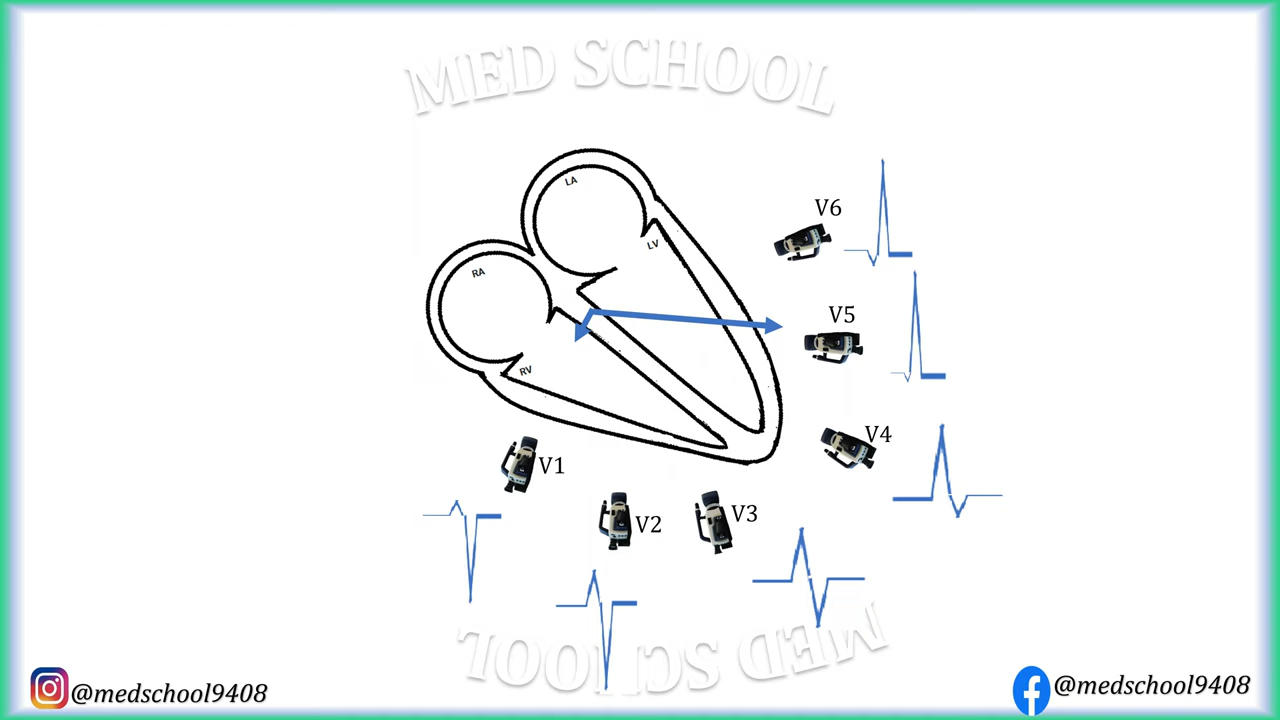 MED SCHOOL
LA
V6
LV
RA
V5
RV
V4
V1
V3
V2
MED SCHOOL
@medschool9408
@medschool9408